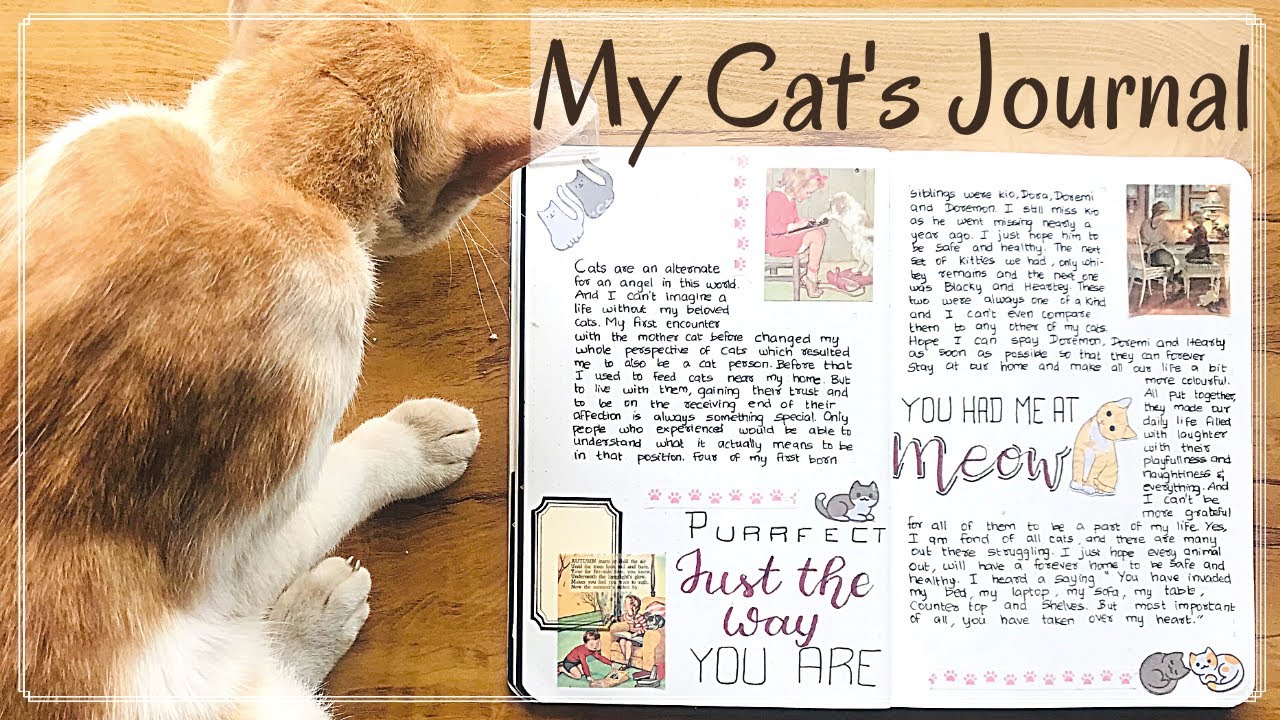 My Cat's Journal
Cats are an alternate
for an angel in this world.
And I can't imagine a
life without my beloved
cats. My first encounter
with the mother cat before changed my
whole perspective of cats which resulted
me to also be a cat person. Before that
I used to feed cats near my home. But
to live with them, gaining their trust and
to be on the receiving end of their
affection is always something special. Only
people who experienced would be able to
understand what it actually means to be
in that position. Four of my first born
AUTUMN
PURRFECT
Just the
way
YOU ARE
siblings were kio, Dora, Doremi
and Doremon. I still miss kio
as he went missing nearly a
year ago. I just hope him to
be safe and healthy. The next
set of kitties we had, only whi-
tey remains and the next one
was Blacky and Heartey. These
two were always one of a kind
and I can't even compare
them to any other of my cats.
Hope I can spay Doremon, Doremi and Hearty
as soon as possible so that they can forever
stay at our home and make all our life a bit
more colourful.
All put together,
they made our
daily life filled
with laughter
with their
playfullness and
naughtiness &
everything. And
I can't be
more grateful
YOU HAD ME AT
Meow
for all of them to be a part of my life. Yes,
I am fond of all cats, and there are many
out there struggling. I just hope every animal
out, will have a forever home to be safe and
healthy. I heard a saying "You have invaded
my bed, my laptop, my sofa, my table,
counter top and shelves. But most important
of all, you have taken over my heart."